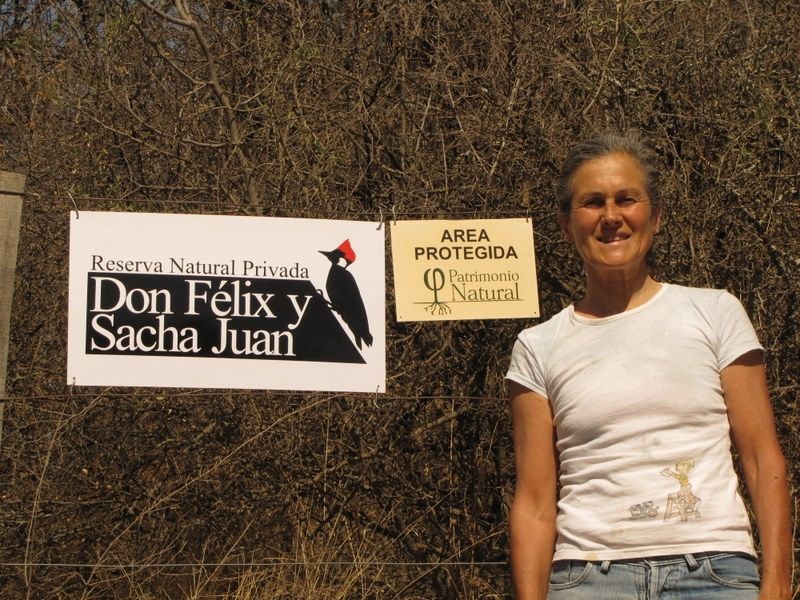 Reserva Natural Privada
Don Félix y
Sacha Juan
AREA
PROTEGIDA
Patrimonio
Natural